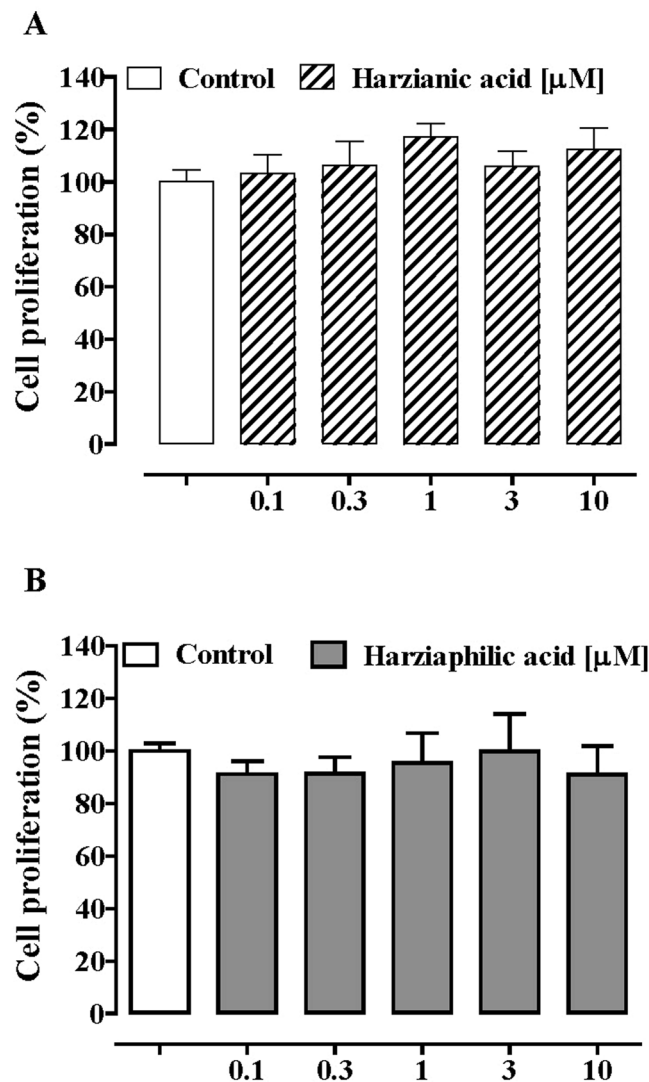 A
Control Harzianic acid [μM]
Cell proliferation (%)
140
120
100
80
60
40
20
0
0.1 0.3 1 3 10
B
Control Harziaphilic acid [μM]
Cell proliferation (%)
140
120
100
80
60
40
20
0
0.1 0.3 1 3 10